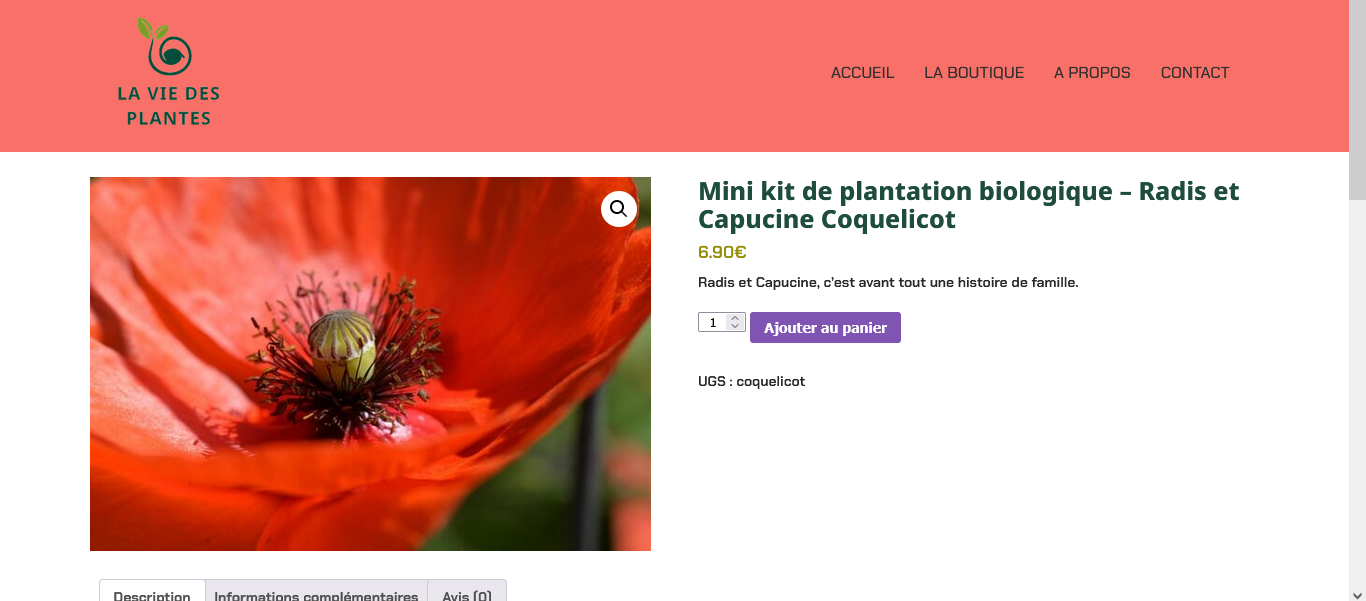 LA VIE DES
PLANTES
ACCUEIL LA BOUTIQUE A PROPOS CONTACT
Mini kit de plantation biologique – Radis et
Capucine Coquelicot
6.90€
Radis et Capucine, c'est avant tout une histoire de famille.
1 Ajouter au panier
UGS : coquelicot
Description Informations complémentaires Avis (0)